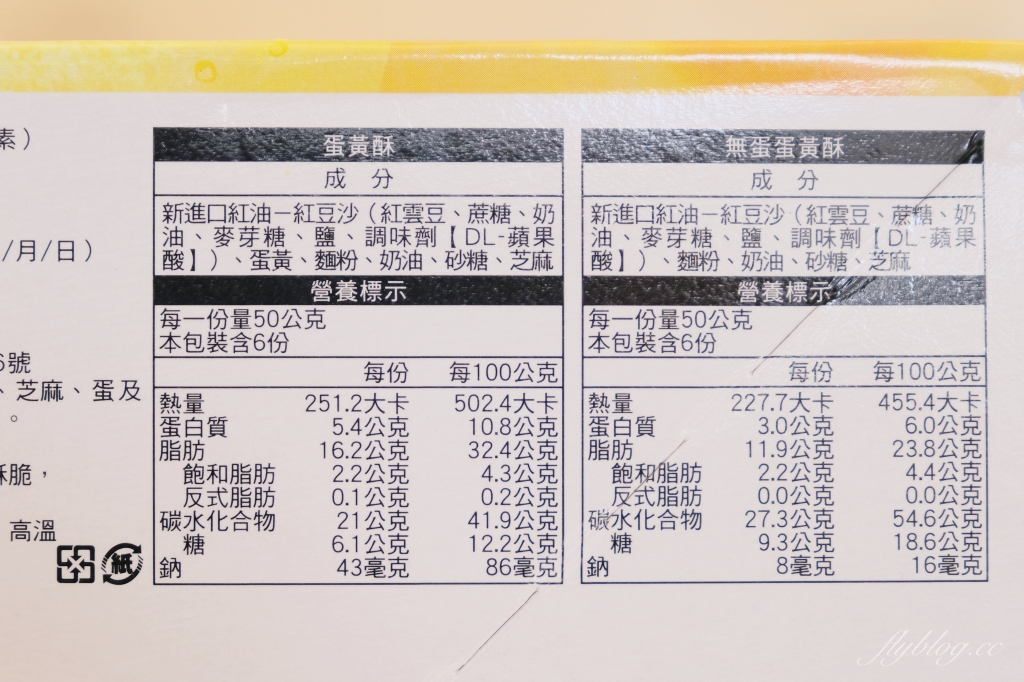 素）
/月/日）
6號
、芝麻、蛋及
。
酥脆，
高溫
紙
蛋黃酥
成 分
新進口紅油－紅豆沙（紅雲豆、蔗糖、奶
油、麥芽糖、鹽、調味劑【DL-蘋果
酸】）、蛋黃、麵粉、奶油、砂糖、芝麻
營養標示
每一份量50公克
本包裝含6份
每份 每100公克
熱量 251.2大卡 502.4大卡
蛋白質 5.4公克 10.8公克
脂肪 16.2公克 32.4公克
飽和脂肪 2.2公克 4.3公克
反式脂肪 0.1公克 0.2公克
碳水化合物 21公克 41.9公克
糖 6.1公克 12.2公克
鈉 43毫克 86毫克
無蛋蛋黃酥
成 分
新進口紅油－紅豆沙（紅雲豆、蔗糖、奶
油、麥芽糖、鹽、調味劑【DL-蘋果
酸】）、麵粉、奶油、砂糖、芝麻
營養標示
每一份量50公克
本包裝含6份
每份 每100公克
熱量 227.7大卡 455.4大卡
蛋白質 3.0公克 6.0公克
脂肪 11.9公克 23.8公克
飽和脂肪 2.2公克 4.4公克
反式脂肪 0.0公克 0.0公克
碳水化合物 27.3公克 54.6公克
糖 9.3公克 18.6公克
鈉 8毫克 16毫克
flyblog.cc